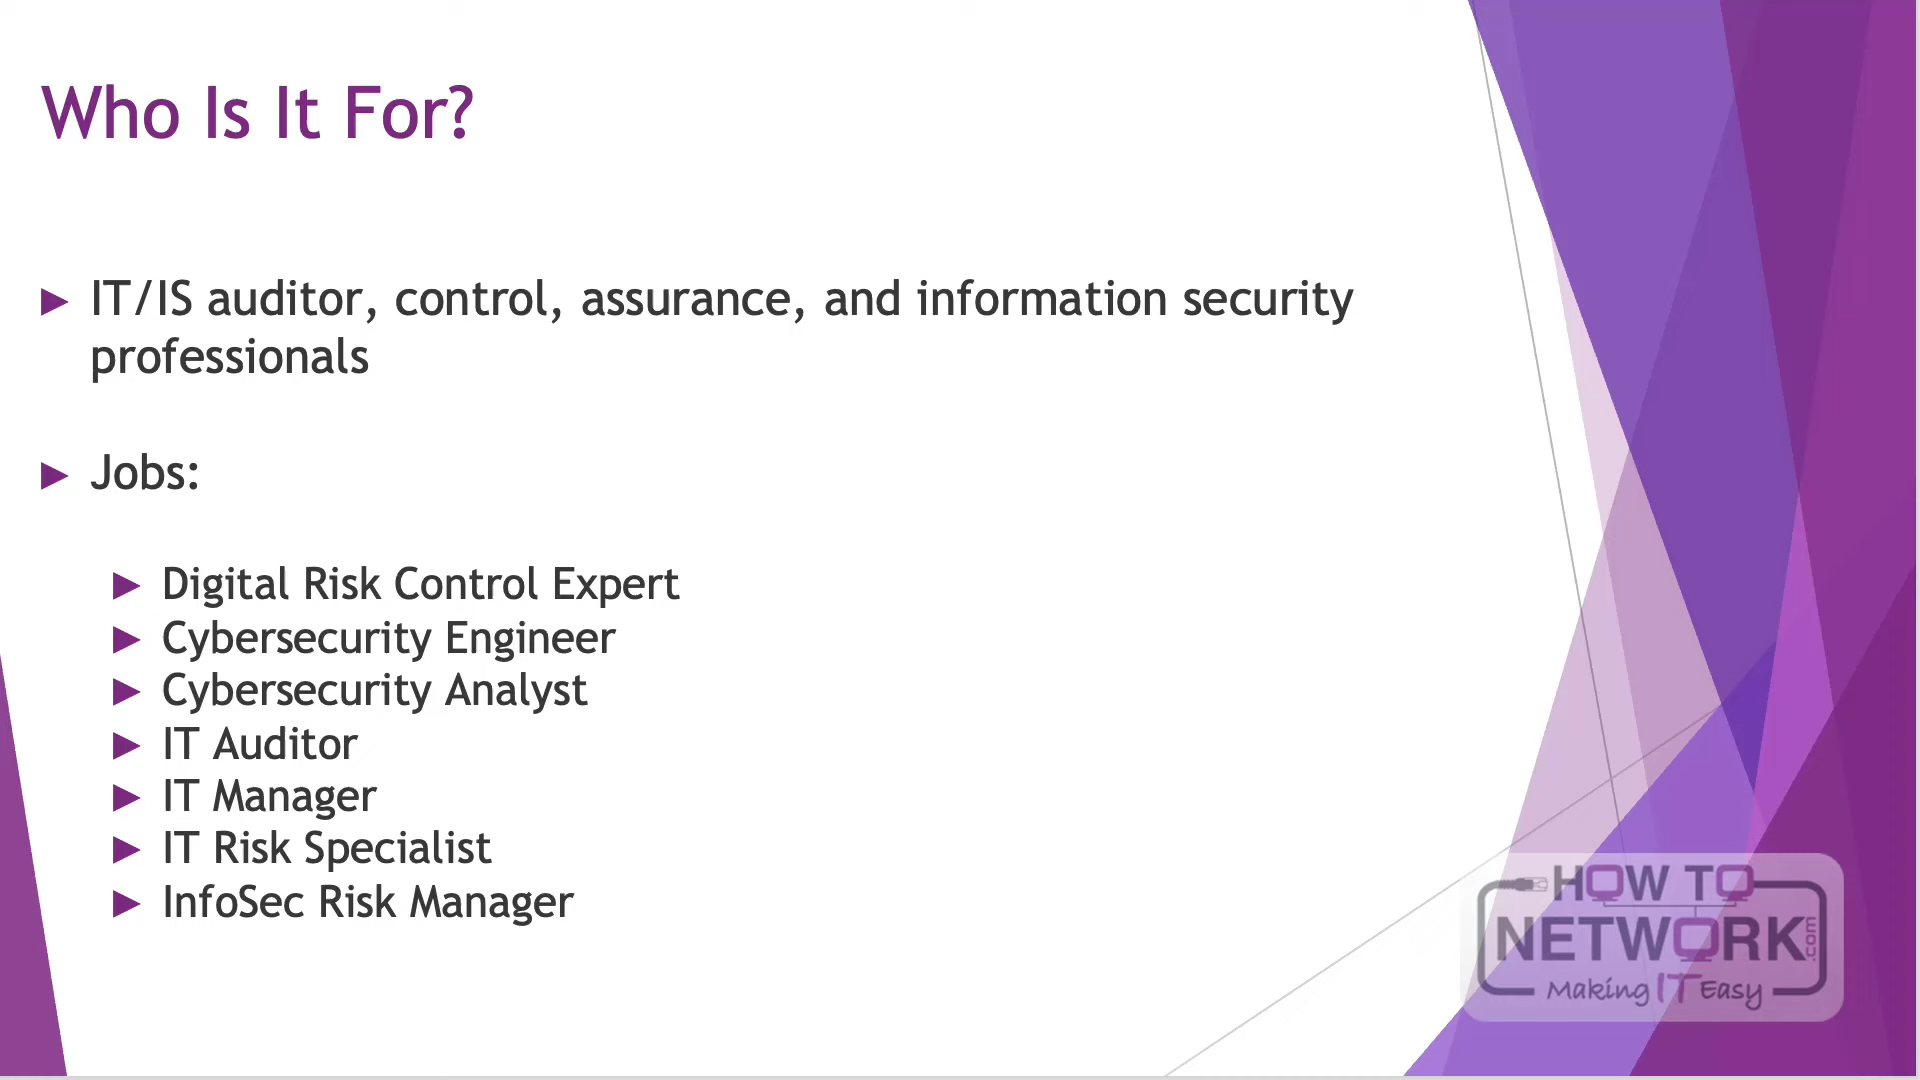 Who Is It For?
► IT/IS auditor, control, assurance, and information security
professionals
► Jobs:
► Digital Risk Control Expert
► Cybersecurity Engineer
► Cybersecurity Analyst
► IT Auditor
► IT Manager
► IT Risk Specialist
► InfoSec Risk Manager
HOW TO
NETWORK.com
Making IT Easy